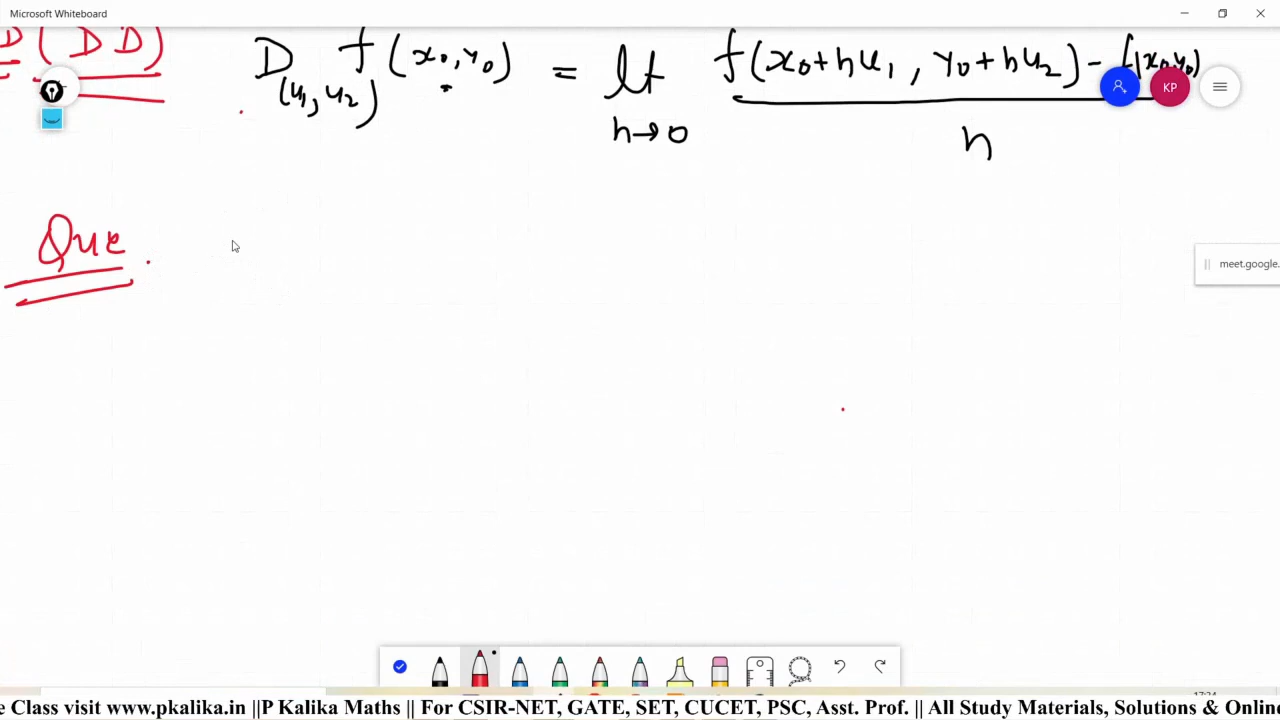 Microsoft Whiteboard
D (DD) D f(x₀,y₀) = lt f(x₀+hu₁, y₀+hu₂) - f(x₀,y₀)
(u₁, u₂) h→0 h
KP
Que.
meet.google.
e Class visit www.pkalika.in ||P Kalika Maths || For CSIR-NET, GATE, SET, CUCET, PSC, Asst. Prof. || All Study Materials, Solutions & Online